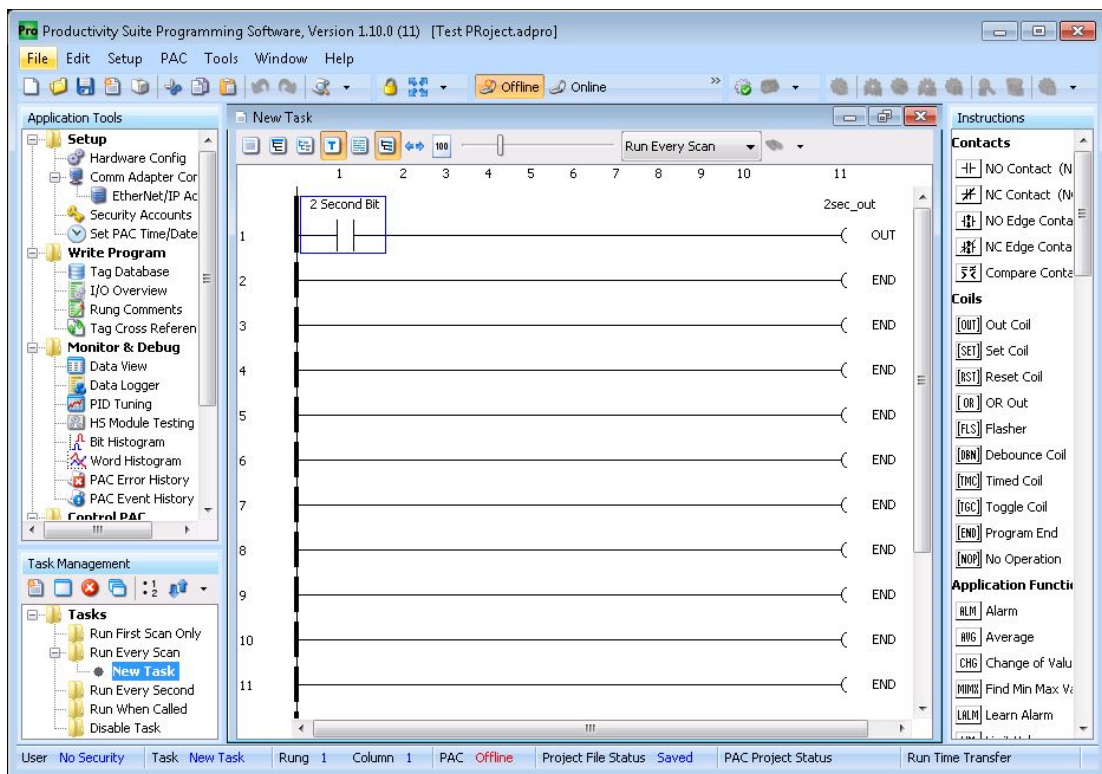 Pro Productivity Suite Programming Software, Version 1.10.0 (11) [Test PRoject.adpro]
File Edit Setup PAC Tools Window Help
Offline Online »
Application Tools
Setup
Hardware Config
Comm Adapter Cor
EtherNet/IP Ac
Security Accounts
Set PAC Time/Date
Write Program
Tag Database
I/O Overview
Rung Comments
Tag Cross Referen
Monitor & Debug
Data View
Data Logger
PID Tuning
HS Module Testing
Bit Histogram
Word Histogram
PAC Error History
PAC Event History
Control PAC
Task Management
Tasks
Run First Scan Only
Run Every Scan
New Task
Run Every Second
Run When Called
Disable Task
New Task
T 100 Run Every Scan
1 2 3 4 5 6 7 8 9 10 11
2 Second Bit 2sec_out
1 OUT
2 END
3 END
4 END
5 END
6 END
7 END
8 END
9 END
10 END
11 END
Instructions
Contacts
NO Contact (N
NC Contact (N
NO Edge Conta
NC Edge Conta
Compare Conta
Coils
OUT Out Coil
SET Set Coil
RST Reset Coil
OR OR Out
FLS Flasher
DBN Debounce Coil
TMC Timed Coil
TGC Toggle Coil
END Program End
NOP No Operation
Application Functi
ALM Alarm
AVG Average
CHG Change of Valu
MIMX Find Min Max Va
LALM Learn Alarm
User No Security Task New Task Rung 1 Column 1 PAC Offline Project File Status Saved PAC Project Status Run Time Transfer